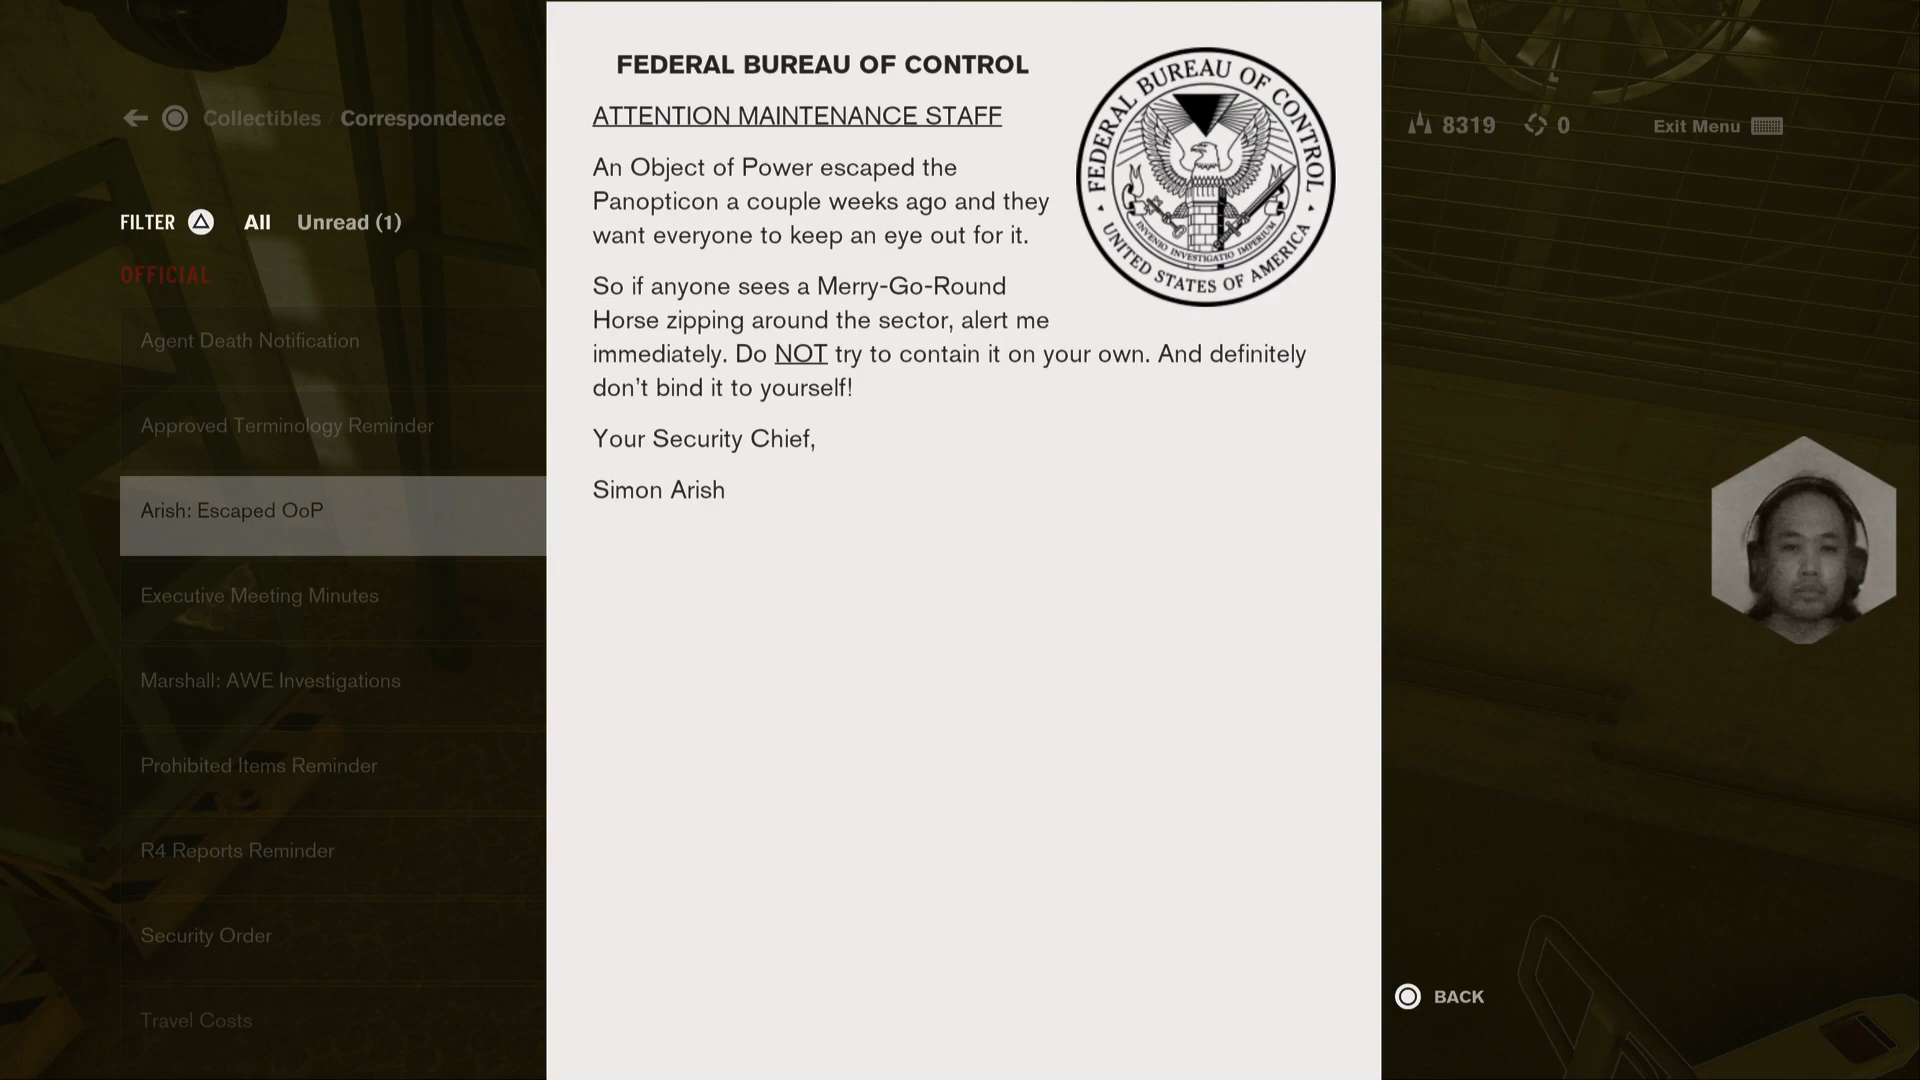 FEDERAL BUREAU OF CONTROL
ATTENTION MAINTENANCE STAFF
An Object of Power escaped the
Panopticon a couple weeks ago and they
want everyone to keep an eye out for it.
So if anyone sees a Merry-Go-Round
Horse zipping around the sector, alert me
immediately. Do NOT try to contain it on your own. And definitely
don't bind it to yourself!
Your Security Chief,
Simon Arish
FEDERAL BUREAU OF CONTROL
UNITED STATES OF AMERICA
INVENIO INVESTIGATIO IMPERIUM
Collectibles / Correspondence
FILTER All Unread (1)
OFFICIAL
Agent Death Notification
Approved Terminology Reminder
Arish: Escaped OoP
Executive Meeting Minutes
Marshall: AWE Investigations
Prohibited Items Reminder
R4 Reports Reminder
Security Order
Travel Costs
8319 0 Exit Menu
BACK